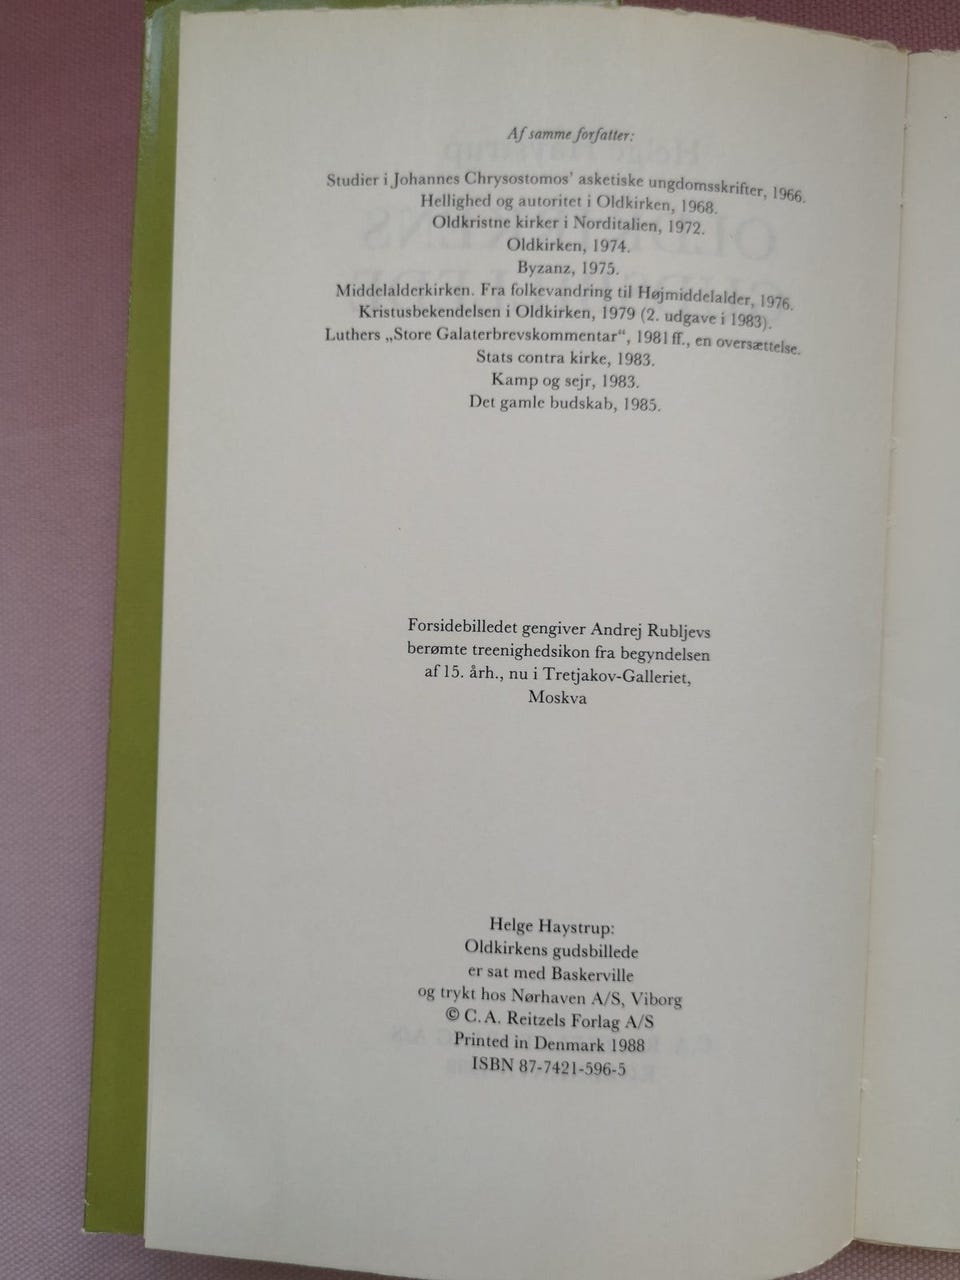 Af samme forfatter:
Studier i Johannes Chrysostomos' asketiske ungdomsskrifter, 1966.
Hellighed og autoritet i Oldkirken, 1968.
Oldkristne kirker i Norditalien, 1972.
Oldkirken, 1974.
Byzanz, 1975.
Middelalderkirken. Fra folkevandring til Højmiddelalder, 1976.
Kristusbekendelsen i Oldkirken, 1979 (2. udgave i 1983).
Luthers „Store Galaterbrevskommentar“, 1981 ff., en oversættelse.
Stats contra kirke, 1983.
Kamp og sejr, 1983.
Det gamle budskab, 1985.
Forsidebilledet gengiver Andrej Rubljevs
berømte treenighedsikon fra begyndelsen
af 15. årh., nu i Tretjakov-Galleriet,
Moskva
Helge Haystrup:
Oldkirkens gudsbillede
er sat med Baskerville
og trykt hos Nørhaven A/S, Viborg
© C. A. Reitzels Forlag A/S
Printed in Denmark 1988
ISBN 87-7421-596-5